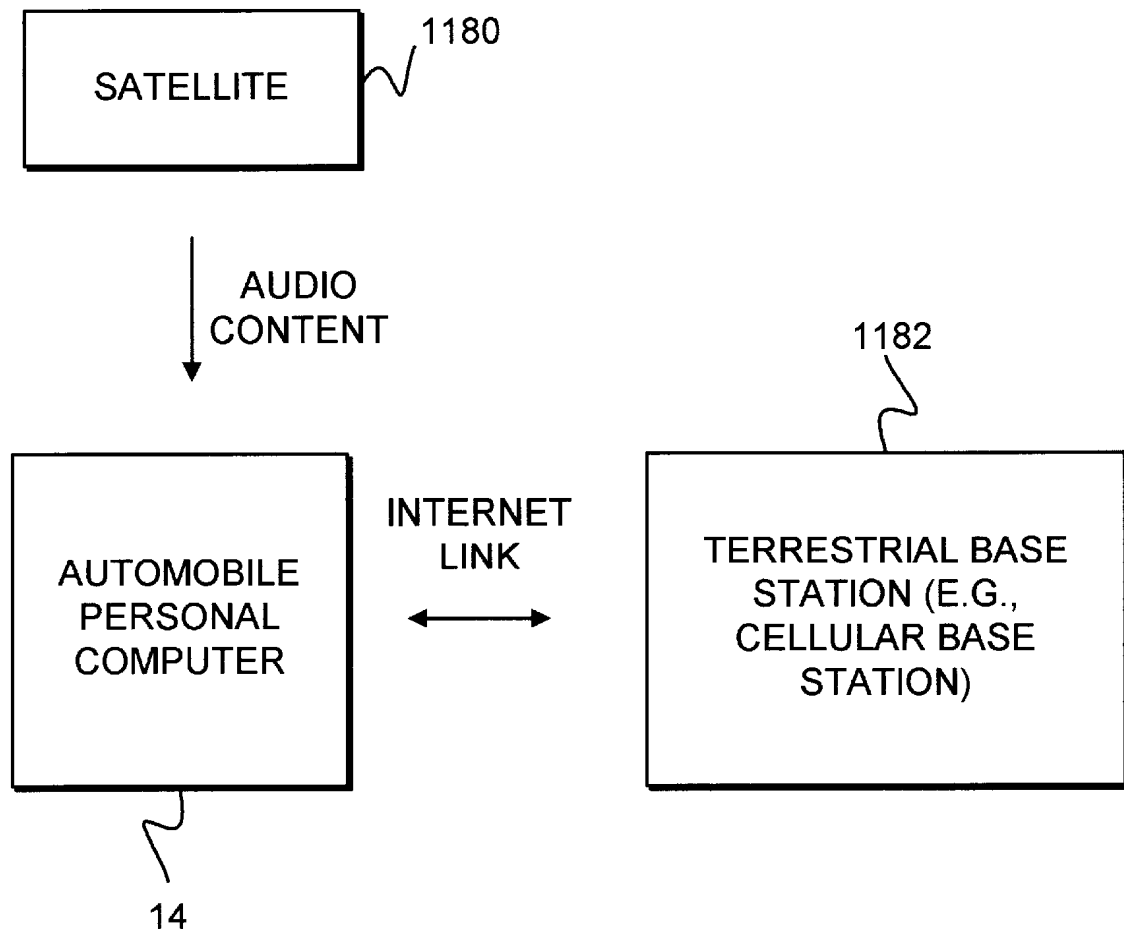 1180
SATELLITE
AUDIO
CONTENT
1182
AUTOMOBILE
PERSONAL
COMPUTER
INTERNET
LINK
TERRESTRIAL BASE
STATION (E.G.,
CELLULAR BASE
STATION)
14